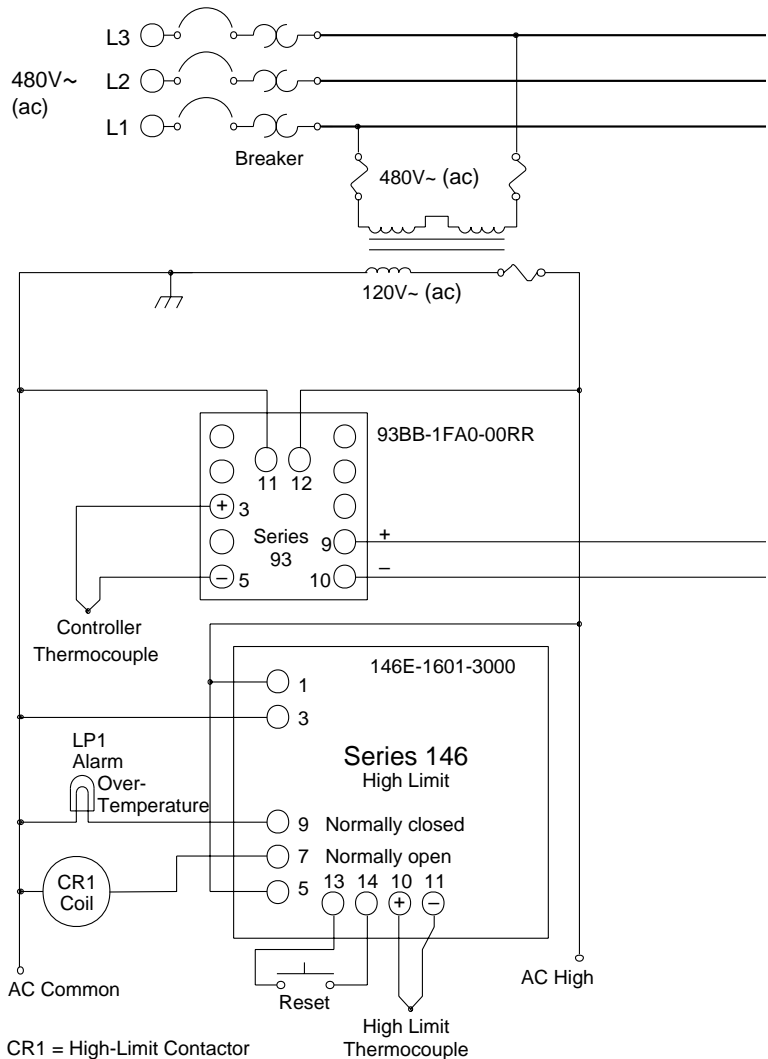 L3
480V~
(ac)
L2
L1
Breaker
480V~ (ac)
120V~ (ac)
93BB-1FA0-00RR
11
12
+ 3
Series
93
9
+
– 5
10
–
Controller
Thermocouple
146E-1601-3000
1
3
Series 146
High Limit
LP1
Alarm
Over-
Temperature
9 Normally closed
7 Normally open
CR1
Coil
5
13 14 10 11
+ –
Reset
AC Common
AC High
High Limit
Thermocouple
CR1 = High-Limit Contactor